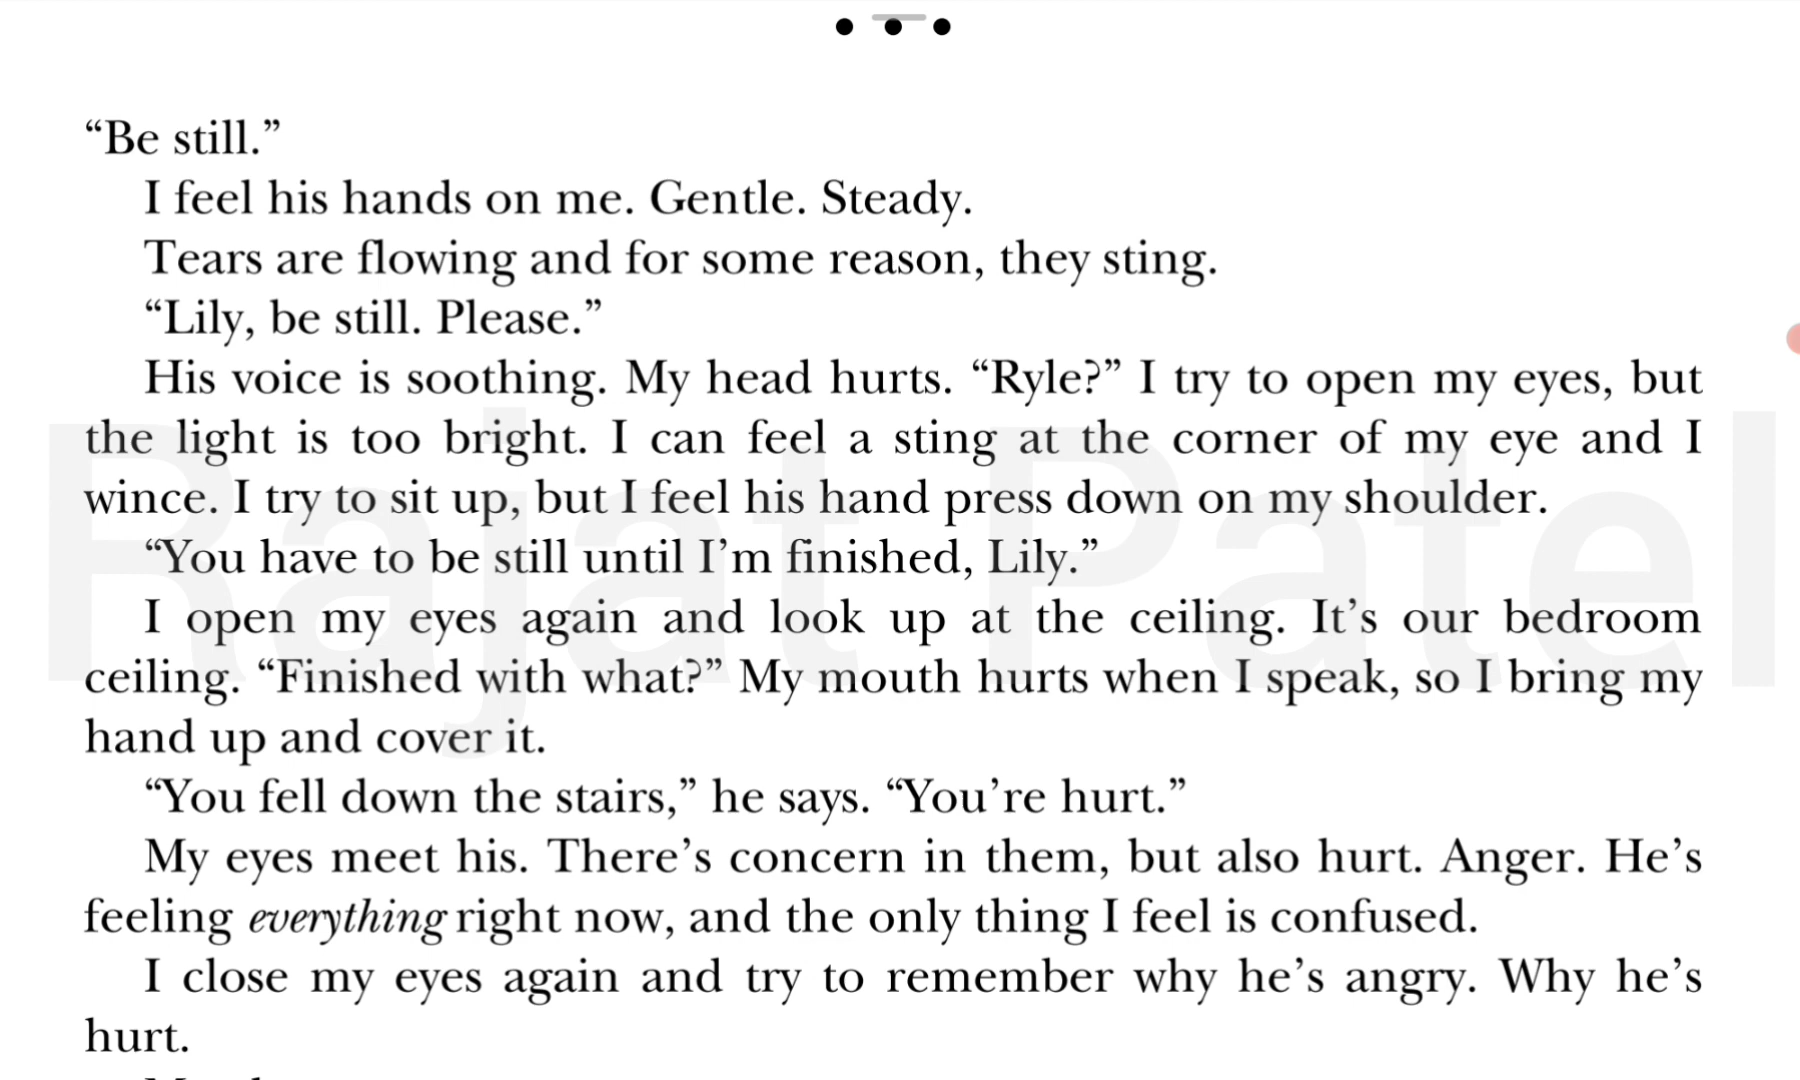 “Be still.”
I feel his hands on me. Gentle. Steady.
Tears are flowing and for some reason, they sting.
“Lily, be still. Please.”
His voice is soothing. My head hurts. “Ryle?” I try to open my eyes, but
the light is too bright. I can feel a sting at the corner of my eye and I
wince. I try to sit up, but I feel his hand press down on my shoulder.
“You have to be still until I’m finished, Lily.”
I open my eyes again and look up at the ceiling. It’s our bedroom
ceiling. “Finished with what?” My mouth hurts when I speak, so I bring my
hand up and cover it.
“You fell down the stairs,” he says. “You’re hurt.”
My eyes meet his. There’s concern in them, but also hurt. Anger. He’s
feeling everything right now, and the only thing I feel is confused.
I close my eyes again and try to remember why he’s angry. Why he’s
hurt.
Rajat Patel